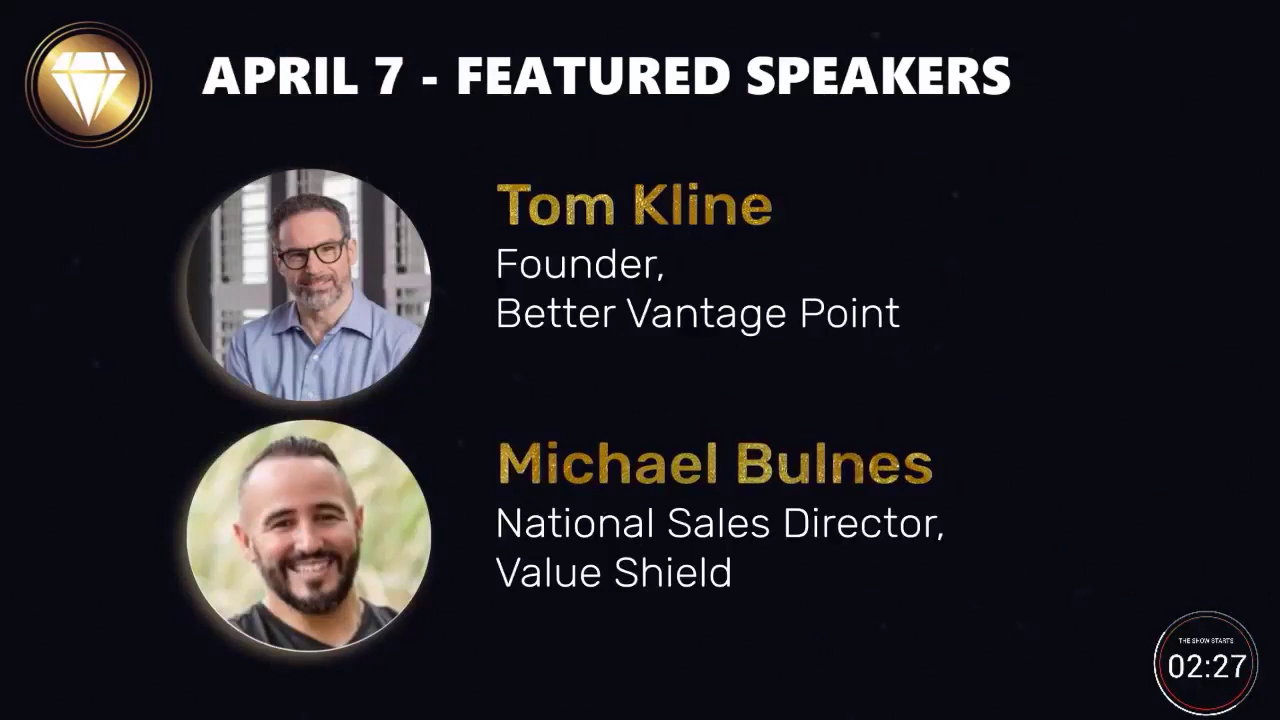 APRIL 7 - FEATURED SPEAKERS
Tom Kline
Founder,
Better Vantage Point
Michael Bulnes
National Sales Director,
Value Shield
THE SHOW STARTS
02:27